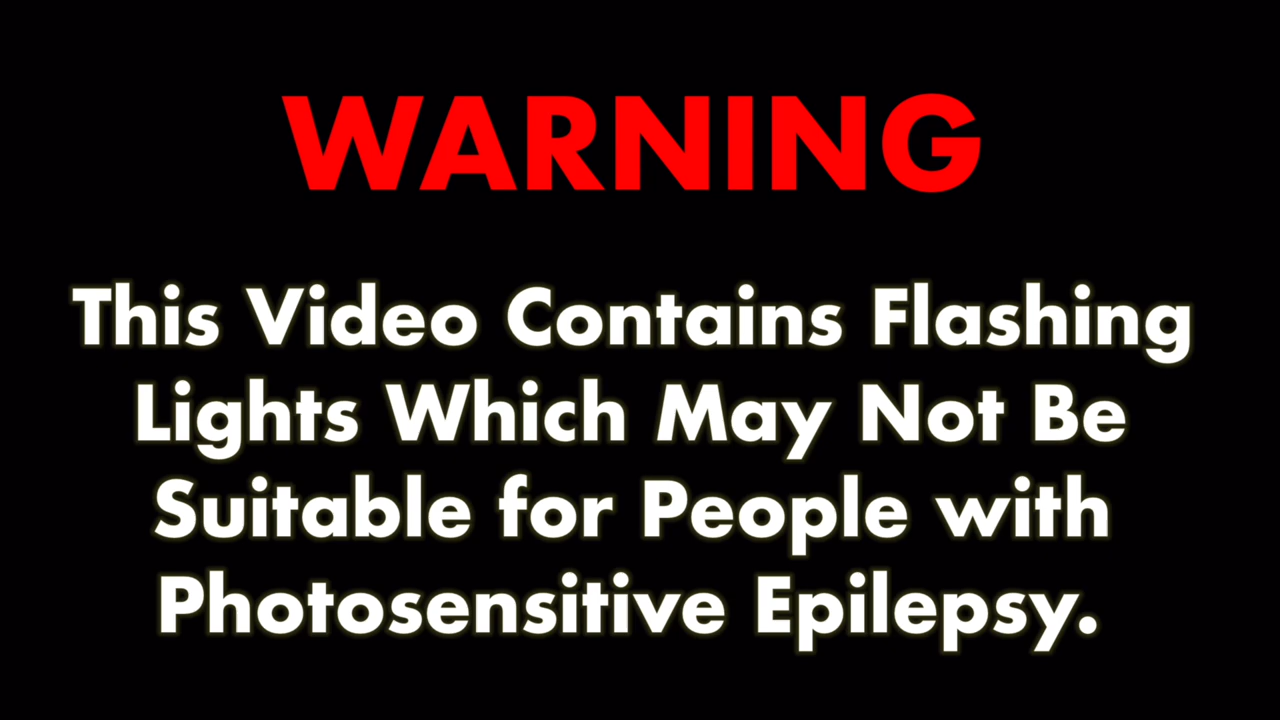 WARNING
This Video Contains Flashing
Lights Which May Not Be
Suitable for People with
Photosensitive Epilepsy.